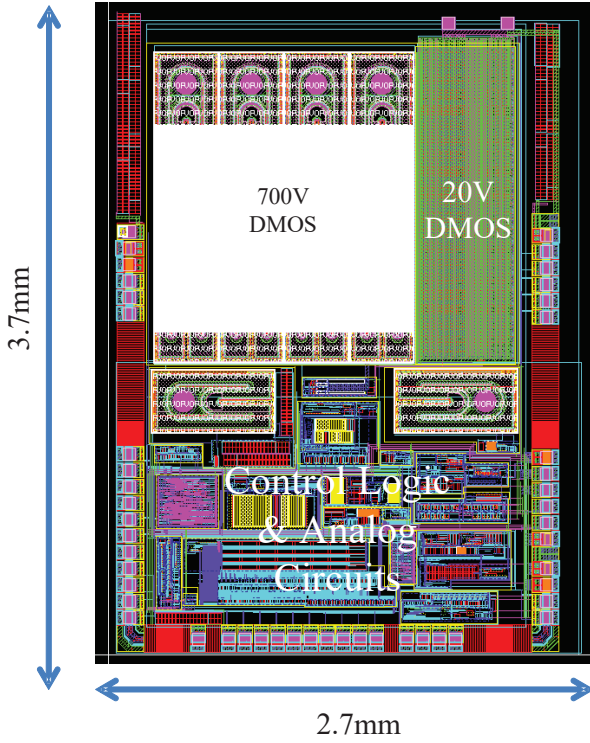 700V
DMOS
20V
DMOS
3.7mm
Control Logic
& Analog
Circuits
2.7mm